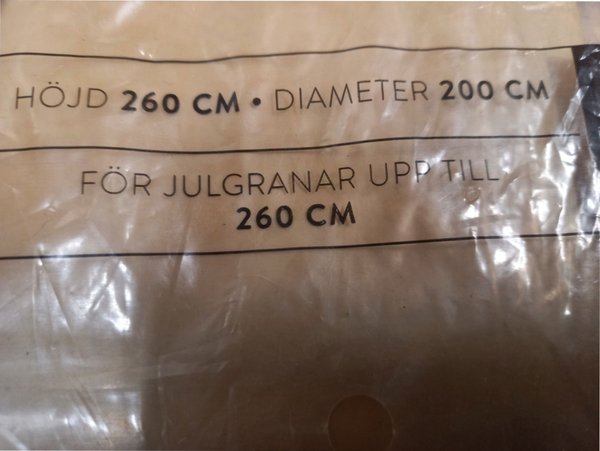 HÖJD 260 CM • DIAMETER 200 CM
FÖR JULGRANAR UPP TILL
260 CM